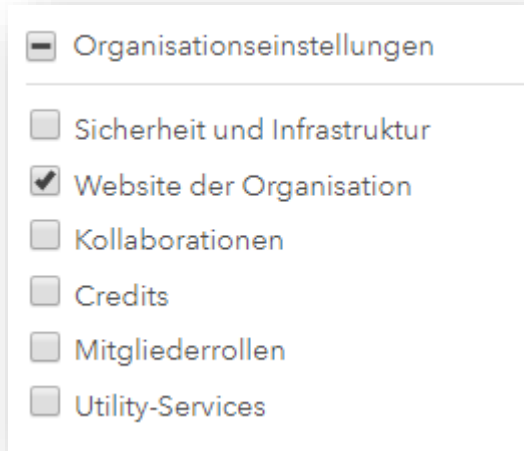 Organisationseinstellungen
Sicherheit und Infrastruktur
Website der Organisation
Kollaborationen
Credits
Mitgliederrollen
Utility-Services